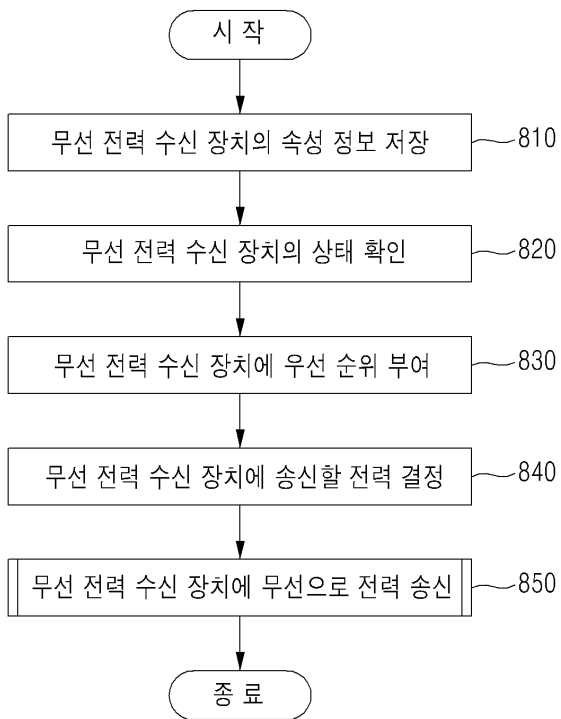 시 작
무선 전력 수신 장치의 속성 정보 저장 810
무선 전력 수신 장치의 상태 확인 820
무선 전력 수신 장치에 우선 순위 부여 830
무선 전력 수신 장치에 송신할 전력 결정 840
무선 전력 수신 장치에 무선으로 전력 송신 850
종 료